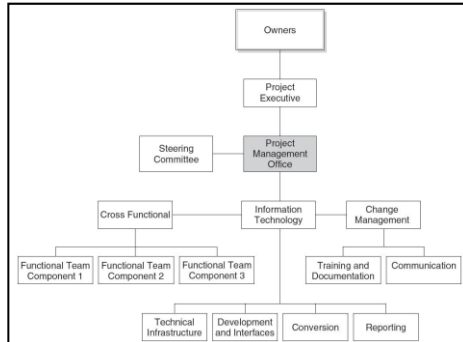 Owners
Project
Executive
Steering
Committee
Project
Management
Office
Cross Functional
Information
Technology
Change
Management
Functional Team
Component 1
Functional Team
Component 2
Functional Team
Component 3
Training and
Documentation
Communication
Technical
Infrastructure
Development
and Interfaces
Conversion
Reporting